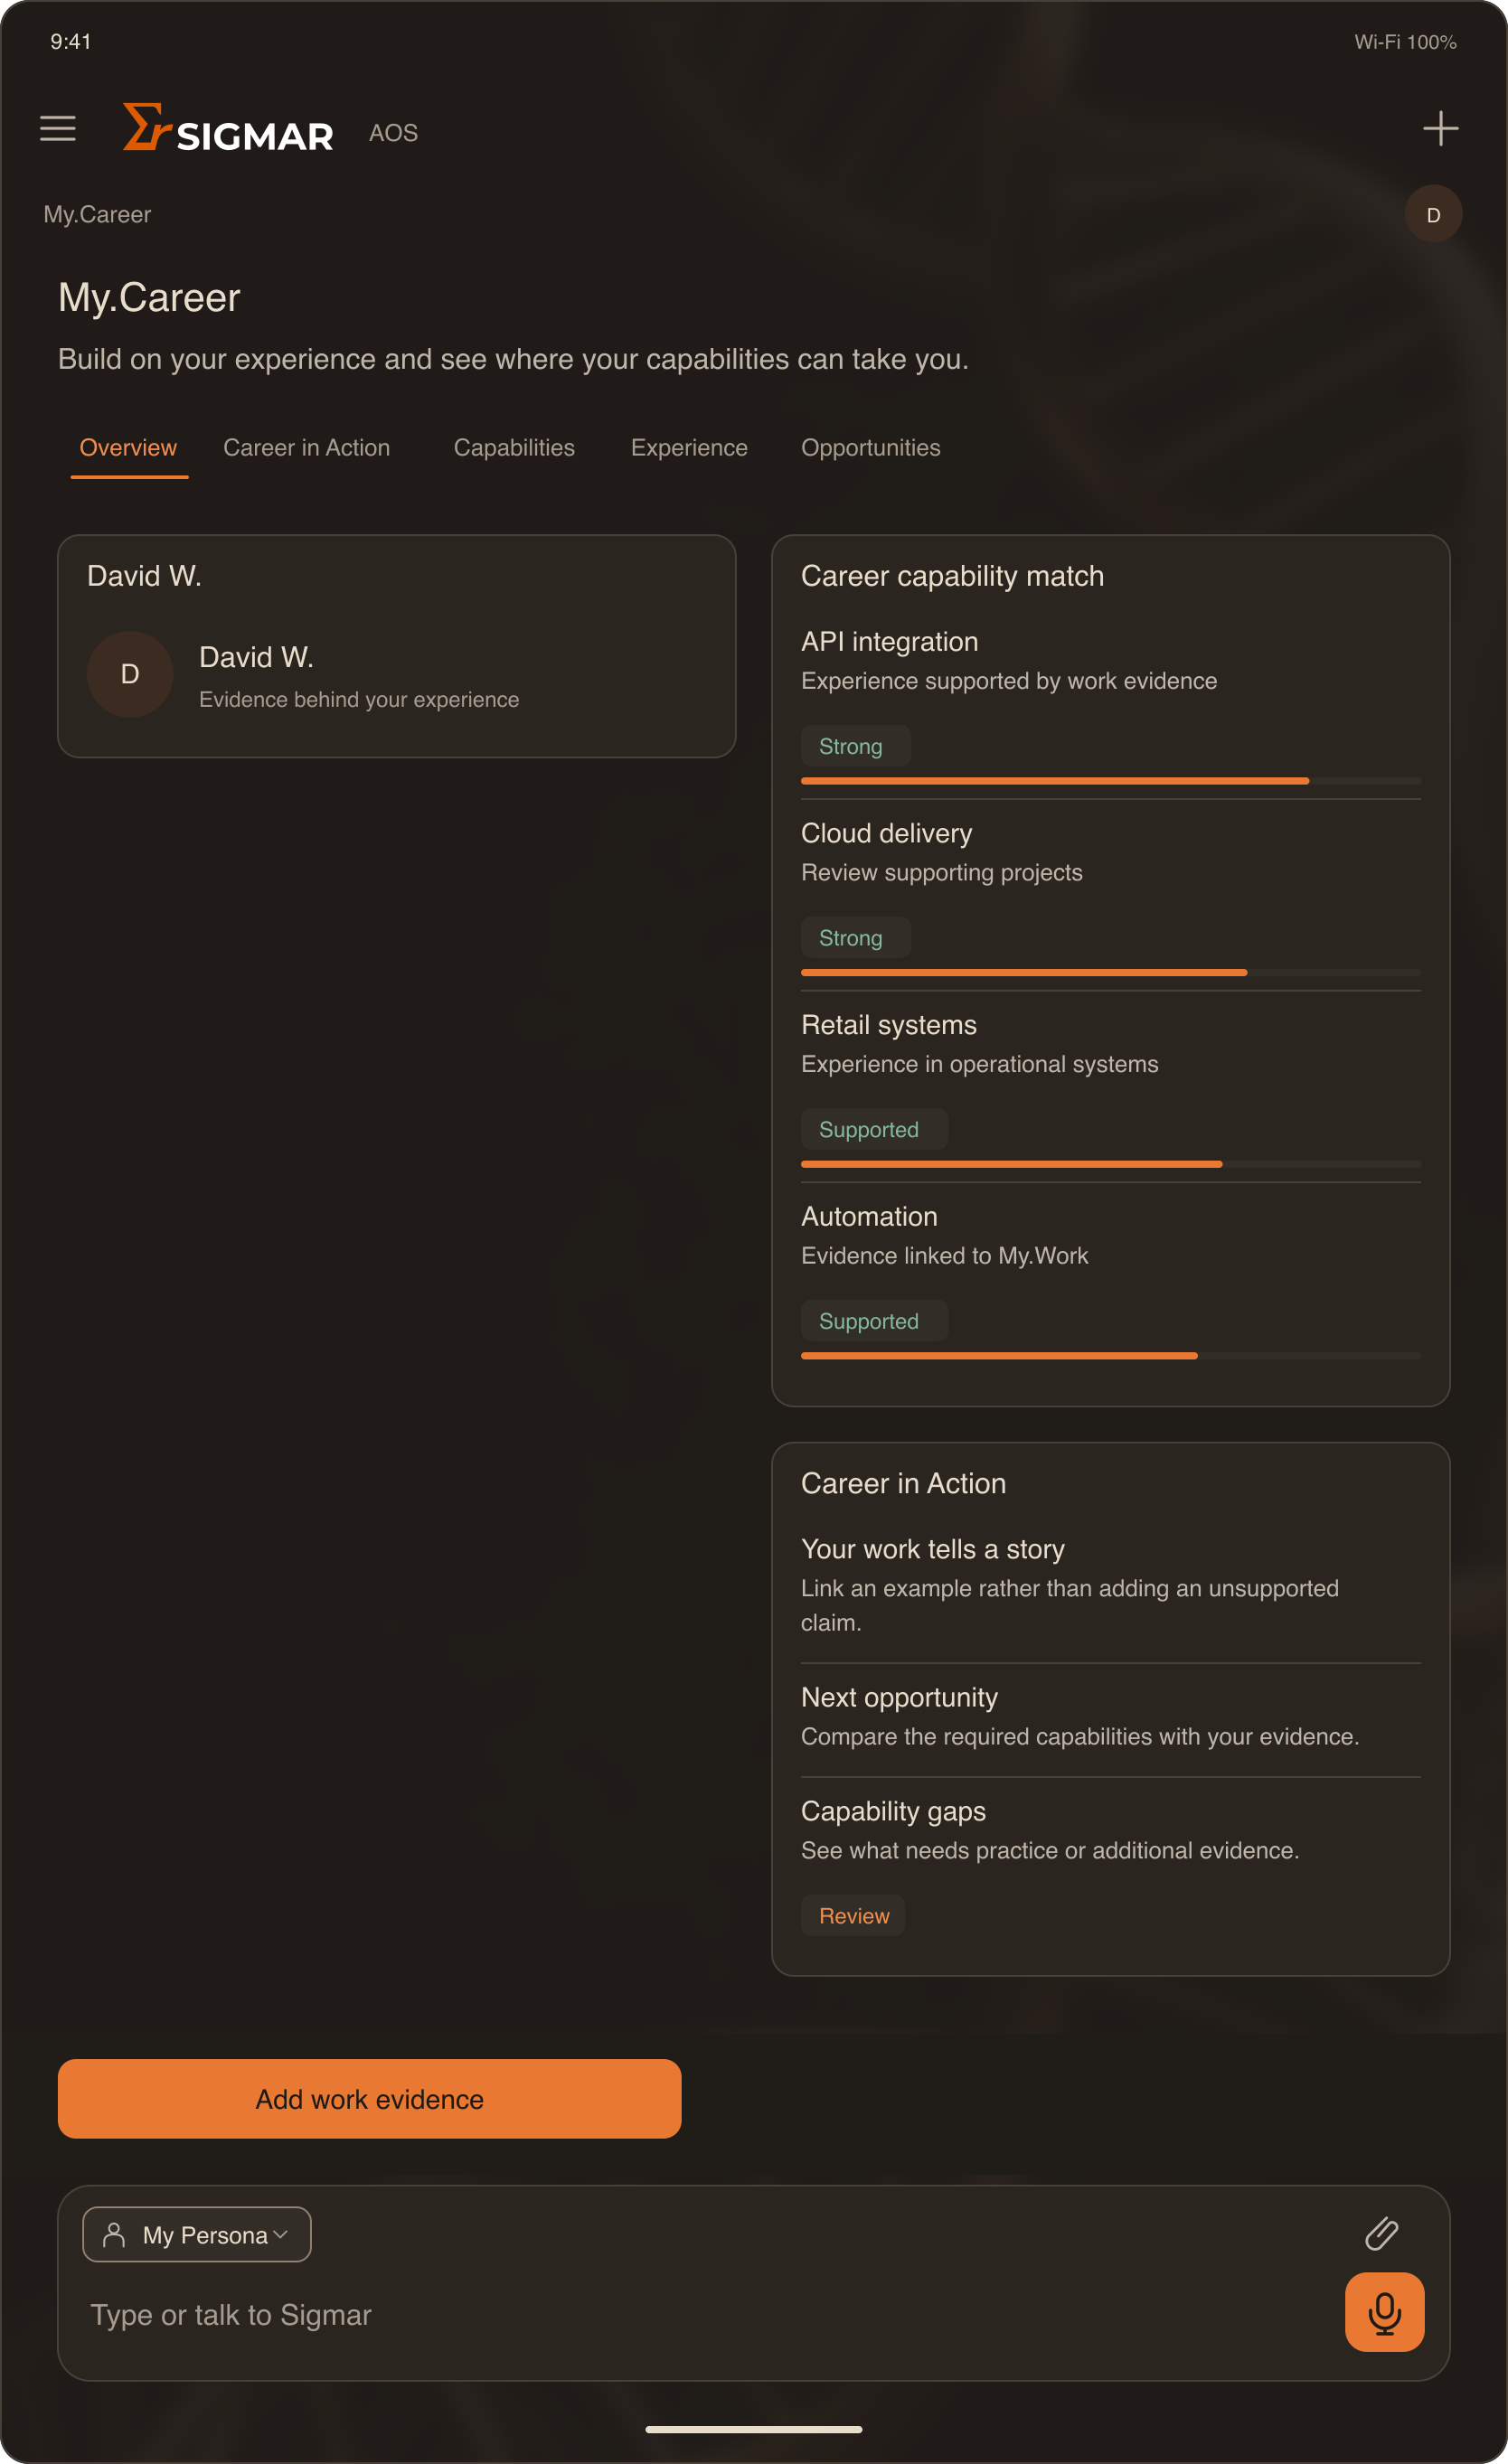 9:41
Wi-Fi 100%
Σr SIGMAR AOS
My.Career
D
My.Career
Build on your experience and see where your capabilities can take you.
Overview
Career in Action
Capabilities
Experience
Opportunities
David W.
D
David W.
Evidence behind your experience
Career capability match
API integration
Experience supported by work evidence
Strong
Cloud delivery
Review supporting projects
Strong
Retail systems
Experience in operational systems
Supported
Automation
Evidence linked to My.Work
Supported
Career in Action
Your work tells a story
Link an example rather than adding an unsupported
claim.
Next opportunity
Compare the required capabilities with your evidence.
Capability gaps
See what needs practice or additional evidence.
Review
Add work evidence
My Persona
Type or talk to Sigmar